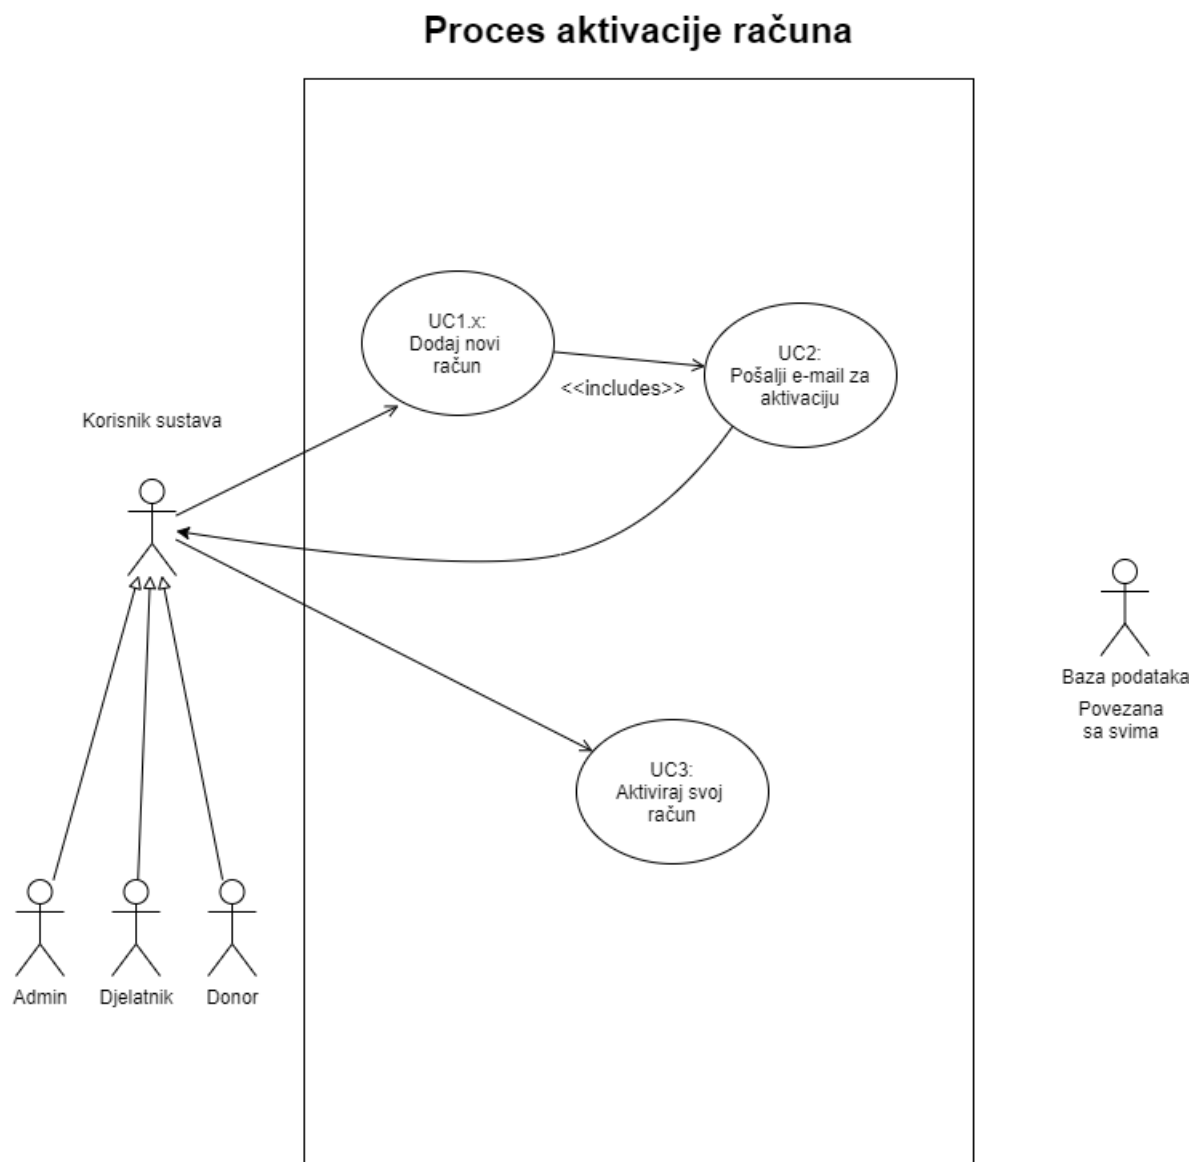 Proces aktivacije računa
UC1.x:
Dodaj novi
račun
UC2:
Pošalji e-mail za
aktivaciju
<<includes>>
Korisnik sustava
Baza podataka
Povezana
sa svima
UC3:
Aktiviraj svoj
račun
Admin
Djelatnik
Donor